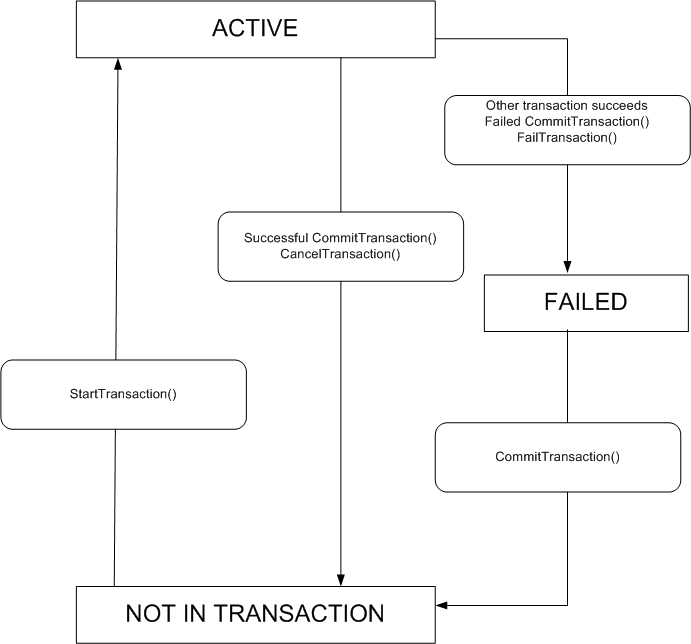 ACTIVE
Other transaction succeeds
Failed CommitTransaction()
FailTransaction()
Successful CommitTransaction()
CancelTransaction()
FAILED
StartTransaction()
CommitTransaction()
NOT IN TRANSACTION